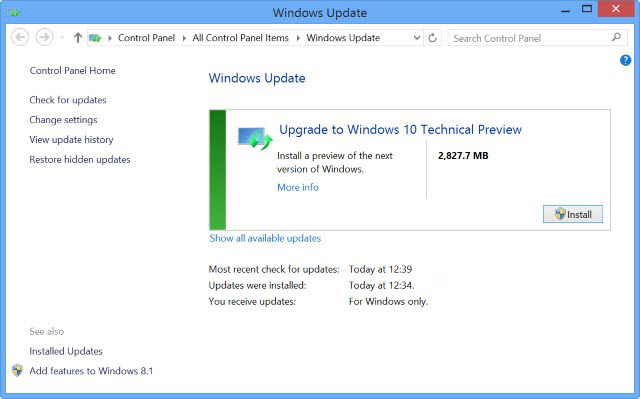 Windows Update
Control Panel All Control Panel Items Windows Update
Search Control Panel
Control Panel Home
Check for updates
Change settings
View update history
Restore hidden updates
See also
Installed Updates
Add features to Windows 8.1
?
Windows Update
Upgrade to Windows 10 Technical Preview
Install a preview of the next
version of Windows.
More info
2,827.7 MB
Install
Show all available updates
Most recent check for updates: Today at 12:39
Updates were installed: Today at 12:34.
You receive updates: For Windows only.